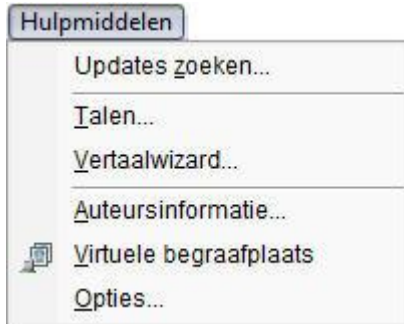 Hulpmiddelen
Updates zoeken...
Talen...
Vertaalwizard...
Auteursinformatie...
Virtuele begraafplaats
Opties...